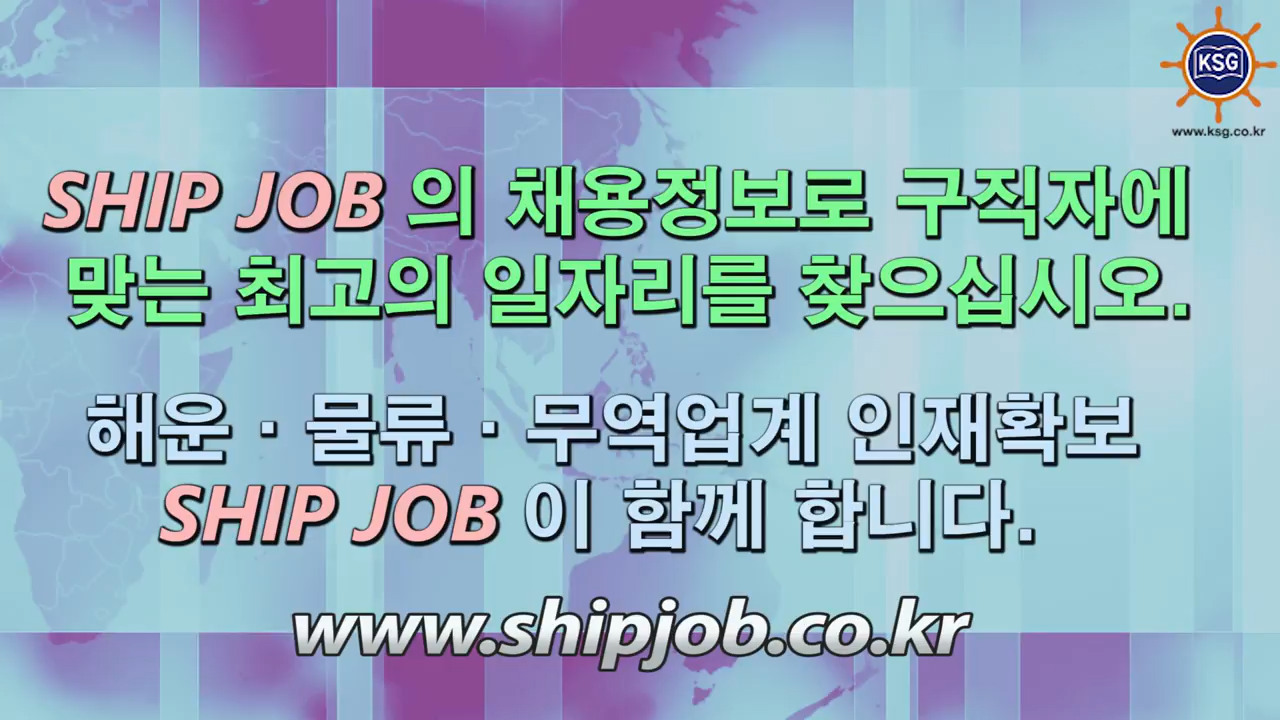 KSG
www.ksg.co.kr
SHIP JOB 의 채용정보로 구직자에
맞는 최고의 일자리를 찾으십시오.
해운 · 물류 · 무역업계 인재확보
SHIP JOB 이 함께 합니다.
www.shipjob.co.kr